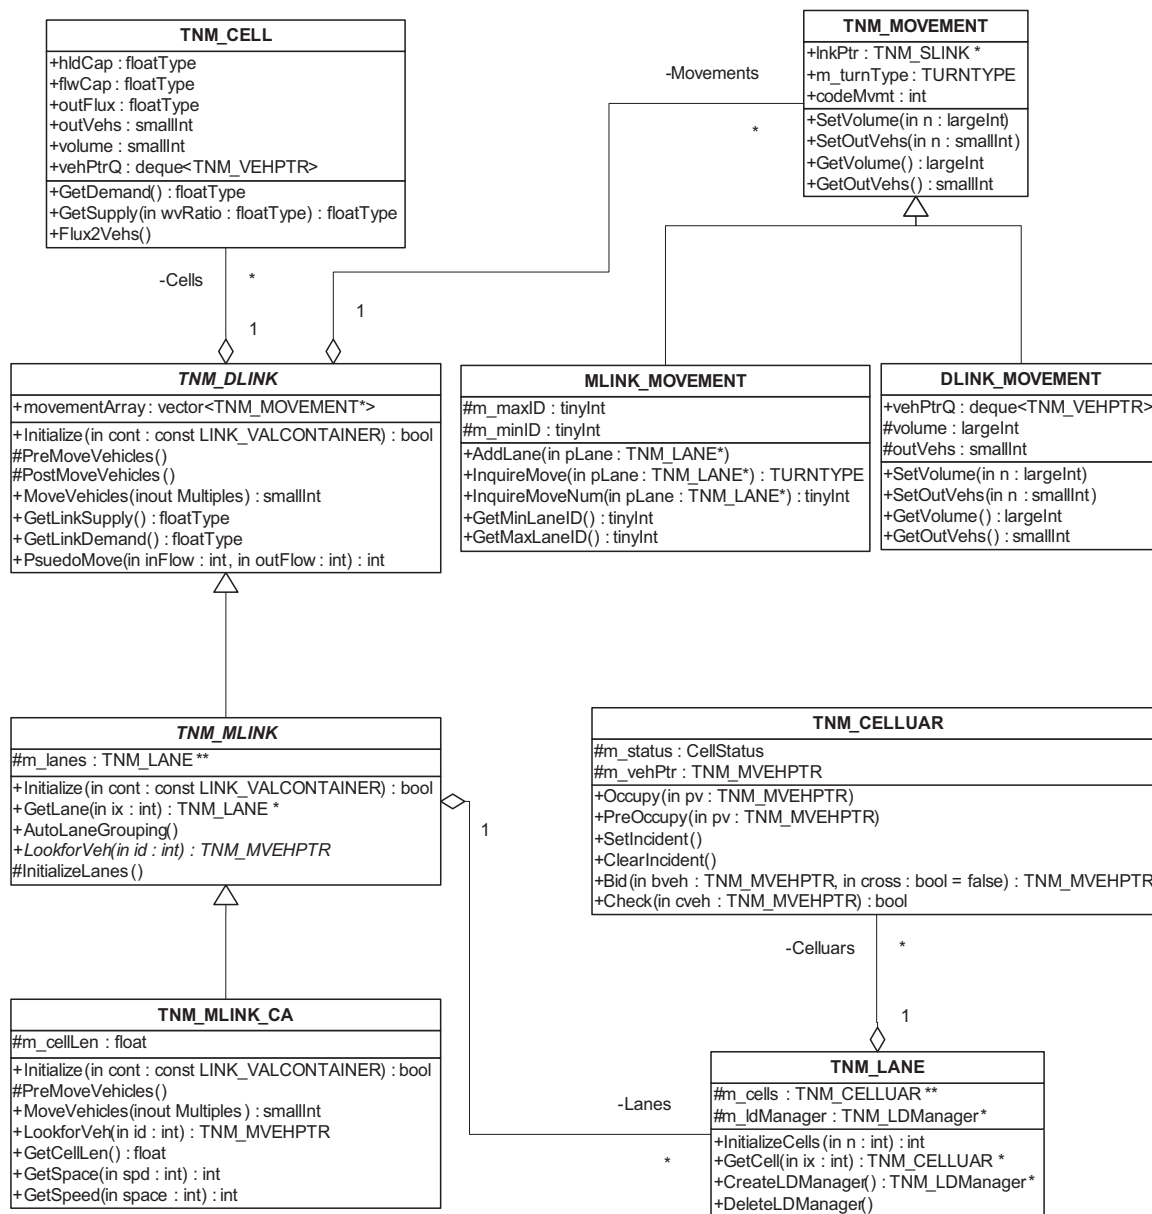 TNM_CELL
+hldCap : floatType
+flwCap : floatType
+outFlux : floatType
+outVehs : smallInt
+volume : smallInt
+vehPtrQ : deque<TNM_VEHPTR>
+GetDemand() : floatType
+GetSupply(in wvRatio : floatType) : floatType
+Flux2Vehs()
TNM_MOVEMENT
+lnkPtr : TNM_SLINK *
+m_turnType : TURNTYPE
+codeMvmt : int
+SetVolume(in n : largeInt)
+SetOutVehs(in n : smallInt)
+GetVolume() : largeInt
+GetOutVehs() : smallInt
-Movements
*
1
-Cells
*
1
TNM_DLINK
+movementArray : vector<TNM_MOVEMENT*>
+Initialize(in cont : const LINK_VALCONTAINER) : bool
#PreMoveVehicles()
#PostMoveVehicles()
+MoveVehicles(inout Multiples) : smallInt
+GetLinkSupply() : floatType
+GetLinkDemand() : floatType
+PsuedoMove(in inFlow : int, in outFlow : int) : int
MLINK_MOVEMENT
#m_maxID : tinyInt
#m_minID : tinyInt
+AddLane(in pLane : TNM_LANE*)
+InquireMove(in pLane : TNM_LANE*) : TURNTYPE
+InquireMoveNum(in pLane : TNM_LANE*) : tinyInt
+GetMinLaneID() : tinyInt
+GetMaxLaneID() : tinyInt
DLINK_MOVEMENT
+vehPtrQ : deque<TNM_VEHPTR>
#volume : largeInt
#outVehs : smallInt
+SetVolume(in n : largeInt)
+SetOutVehs(in n : smallInt)
+GetVolume() : largeInt
+GetOutVehs() : smallInt
TNM_MLINK
#m_lanes : TNM_LANE **
+Initialize(in cont : const LINK_VALCONTAINER) : bool
+GetLane(in ix : int) : TNM_LANE *
+AutoLaneGrouping()
+LookforVeh(in id : int) : TNM_MVEHPTR
#InitializeLanes()
1
TNM_CELLUAR
#m_status : CellStatus
#m_vehPtr : TNM_MVEHPTR
+Occupy(in pv : TNM_MVEHPTR)
+PreOccupy(in pv : TNM_MVEHPTR)
+SetIncident()
+ClearIncident()
+Bid(in bveh : TNM_MVEHPTR, in cross : bool = false) : TNM_MVEHPTR
+Check(in cveh : TNM_MVEHPTR) : bool
-Celluars
*
1
TNM_MLINK_CA
#m_cellLen : float
+Initialize(in cont : const LINK_VALCONTAINER) : bool
#PreMoveVehicles()
+MoveVehicles(inout Multiples) : smallInt
+LookforVeh(in id : int) : TNM_MVEHPTR
+GetCellLen() : float
+GetSpace(in spd : int) : int
+GetSpeed(in space : int) : int
-Lanes
*
TNM_LANE
#m_cells : TNM_CELLUAR **
#m_ldManager : TNM_LDManager*
+InitializeCells(in n : int) : int
+GetCell(in ix : int) : TNM_CELLUAR *
+CreateLDManager() : TNM_LDManager*
+DeleteLDManager()